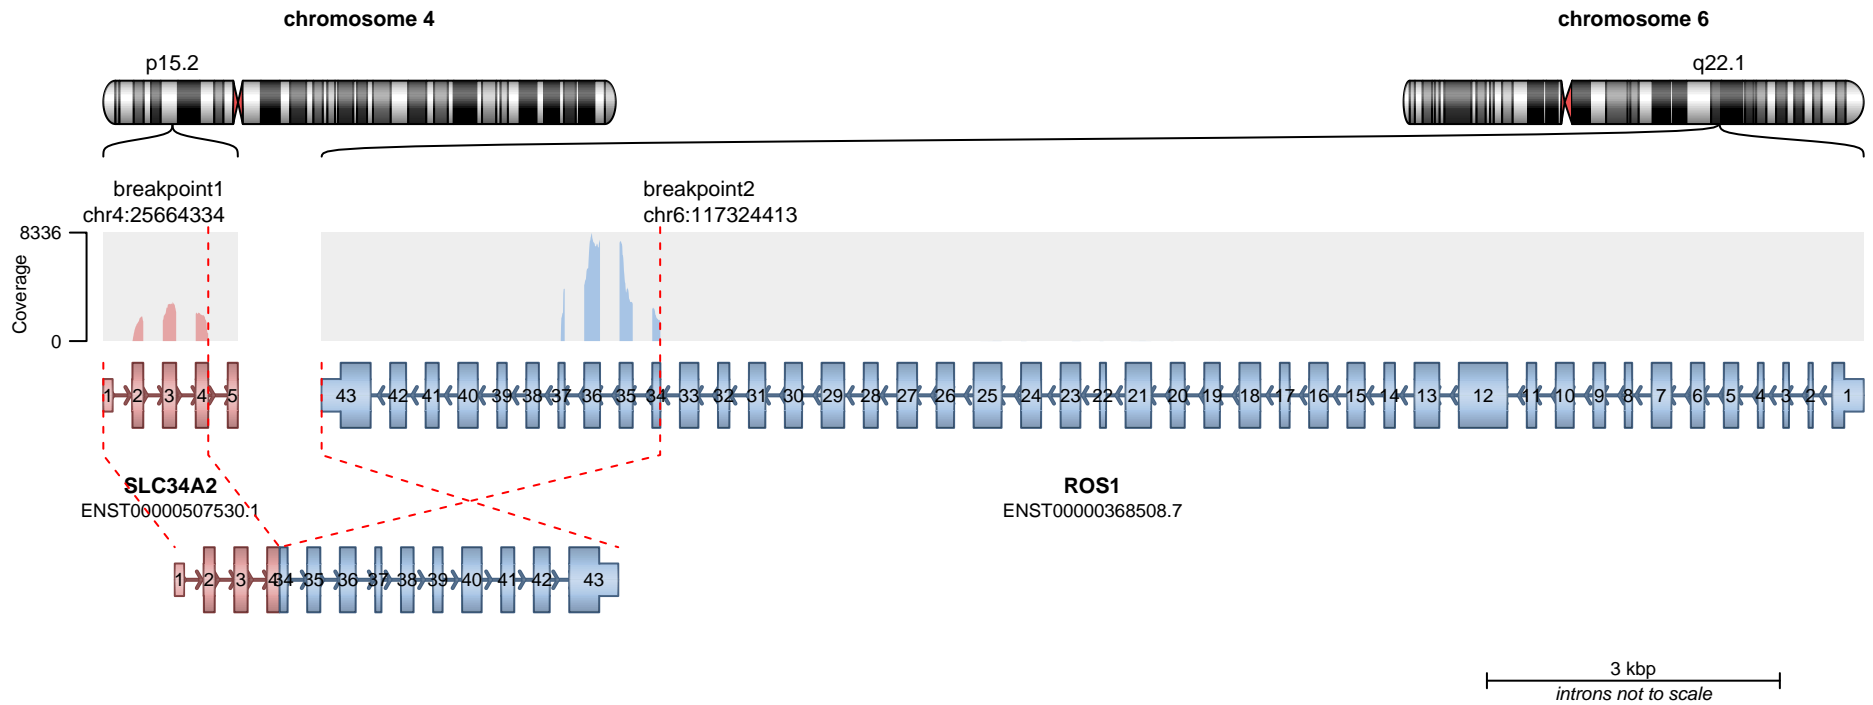 chromosome 4
chromosome 6
p15.2
q22.1
breakpoint1
chr4:25664334
breakpoint2
chr6:117324413
8336
Coverage
0
1 2 3 4 5
43 42 41 40 39 38 37 36 35 34 33 32 31 30 29 28 27 26 25 24 23 22 21 20 19 18 17 16 15 14 13 12 11 10 9 8 7 6 5 4 3 2 1
SLC34A2
ENST00000507530.1
ROS1
ENST00000368508.7
1 2 3 4 34 35 36 37 38 39 40 41 42 43
3 kbp
introns not to scale